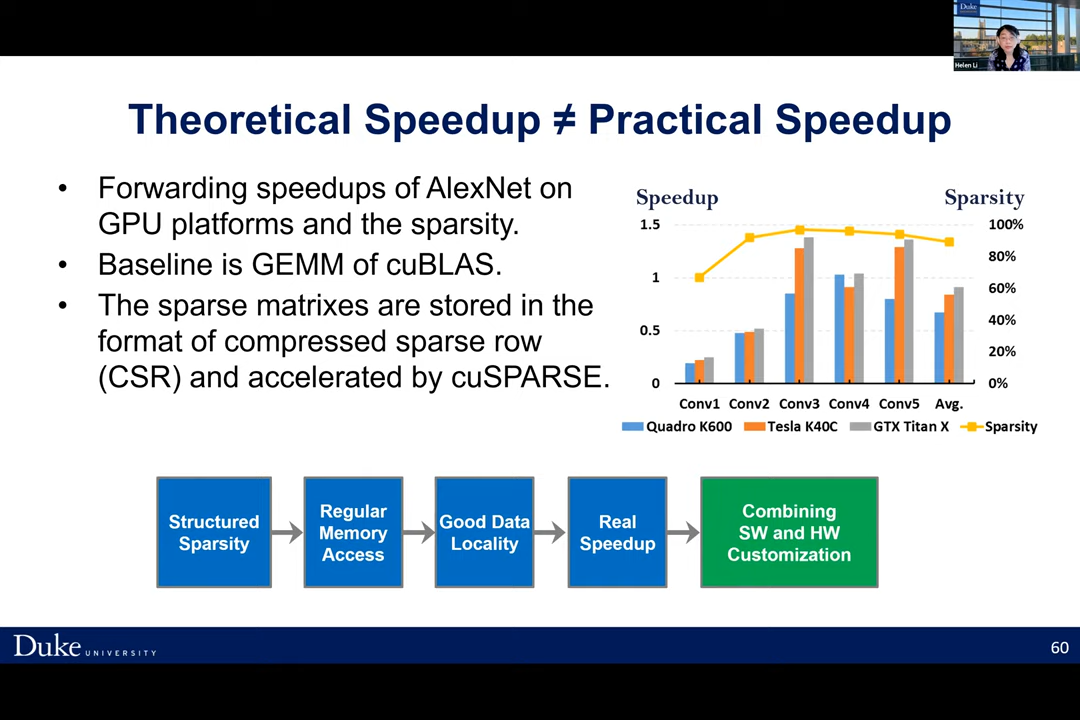 Duke
Helen Li
Theoretical Speedup ≠ Practical Speedup
• Forwarding speedups of AlexNet on
GPU platforms and the sparsity.
• Baseline is GEMM of cuBLAS.
• The sparse matrixes are stored in the
format of compressed sparse row
(CSR) and accelerated by cuSPARSE.
Speedup
Sparsity
1.5
1
0.5
0
100%
80%
60%
40%
20%
0%
Conv1 Conv2 Conv3 Conv4 Conv5 Avg.
Quadro K600 Tesla K40C GTX Titan X Sparsity
Structured
Sparsity
Regular
Memory
Access
Good Data
Locality
Real
Speedup
Combining
SW and HW
Customization
Duke UNIVERSITY
60